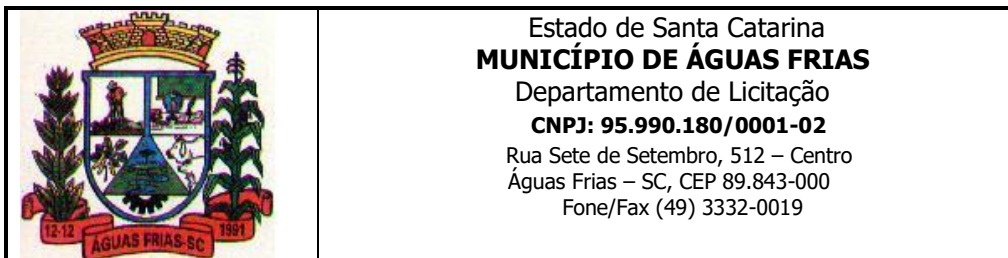 Estado de Santa Catarina
MUNICÍPIO DE ÁGUAS FRIAS
Departamento de Licitação
CNPJ: 95.990.180/0001-02
Rua Sete de Setembro, 512 – Centro
Águas Frias – SC, CEP 89.843-000
Fone/Fax (49) 3332-0019
12-12
ÁGUAS FRIAS-SC
1991